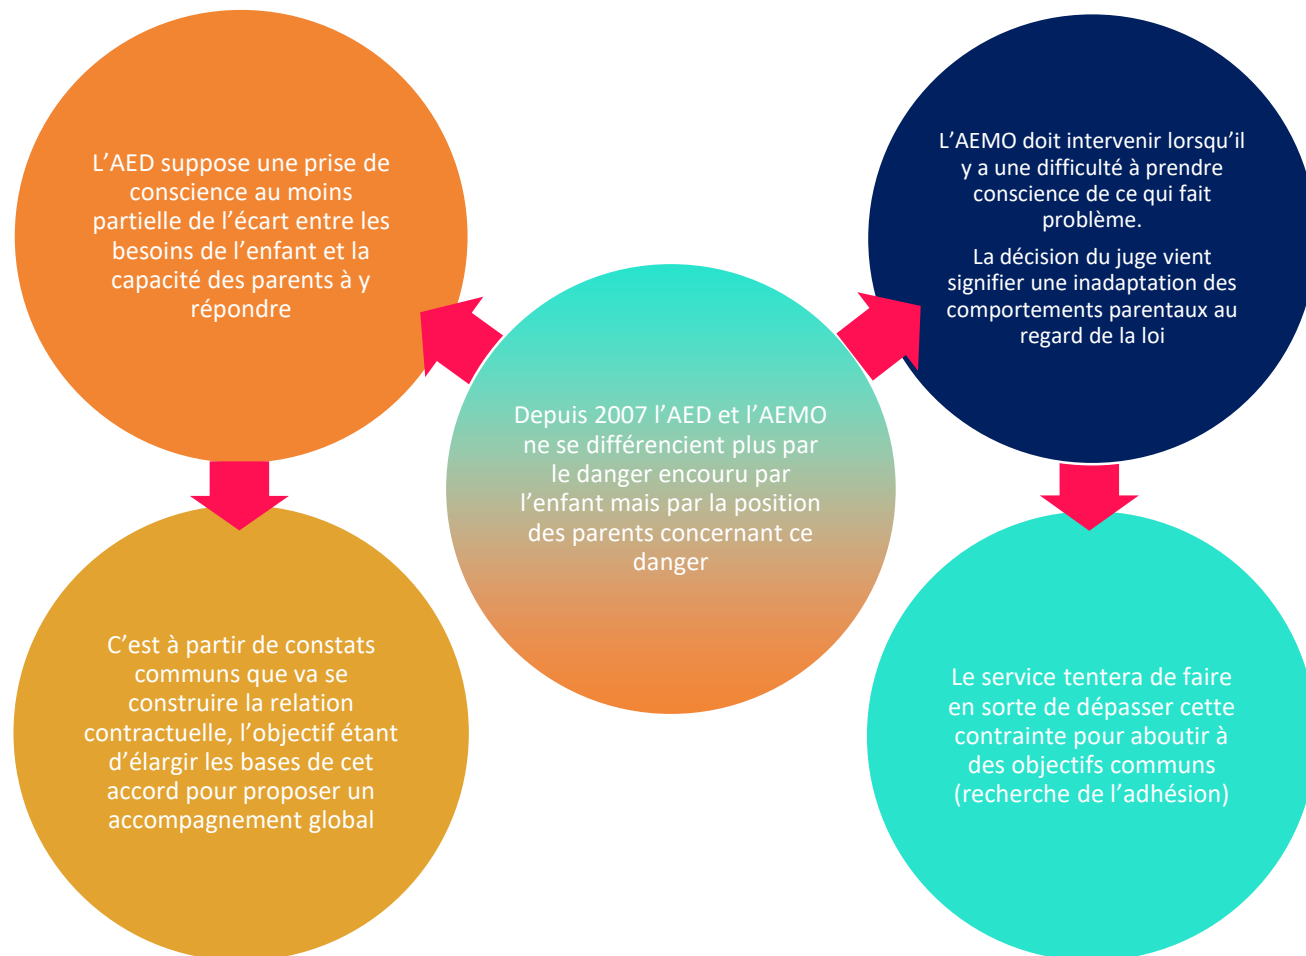 L’AED suppose une prise de
conscience au moins
partielle de l’écart entre les
besoins de l’enfant et la
capacité des parents à y
répondre
L’AEMO doit intervenir lorsqu’il
y a une difficulté à prendre
conscience de ce qui fait
problème.
La décision du juge vient
signifier une inadaptation des
comportements parentaux au
regard de la loi
Depuis 2007 l’AED et l’AEMO
ne se différencient plus par
le danger encouru par
l’enfant mais par la position
des parents concernant ce
danger
C’est à partir de constats
communs que va se
construire la relation
contractuelle, l’objectif étant
d’élargir les bases de cet
accord pour proposer un
accompagnement global
Le service tentera de faire
en sorte de dépasser cette
contrainte pour aboutir à
des objectifs communs
(recherche de l’adhésion)